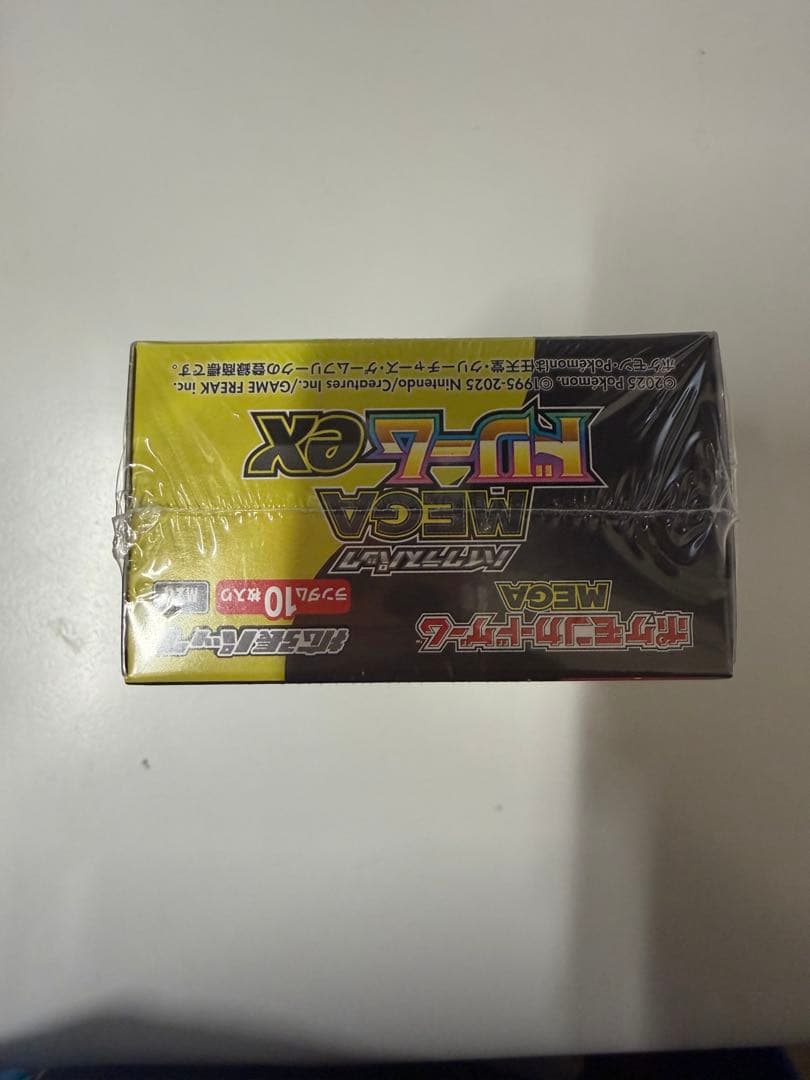 ポケモンカードゲーム
MEGA
拡張パック
ランダム10枚入り
ハイクラスパック
MEGA
ドリームex
©2025 Pokémon. ©1995-2025 Nintendo/Creatures Inc./GAME FREAK inc.
ポケモン・Pokémonは任天堂・クリーチャーズ・ゲームフリークの登録商標です。